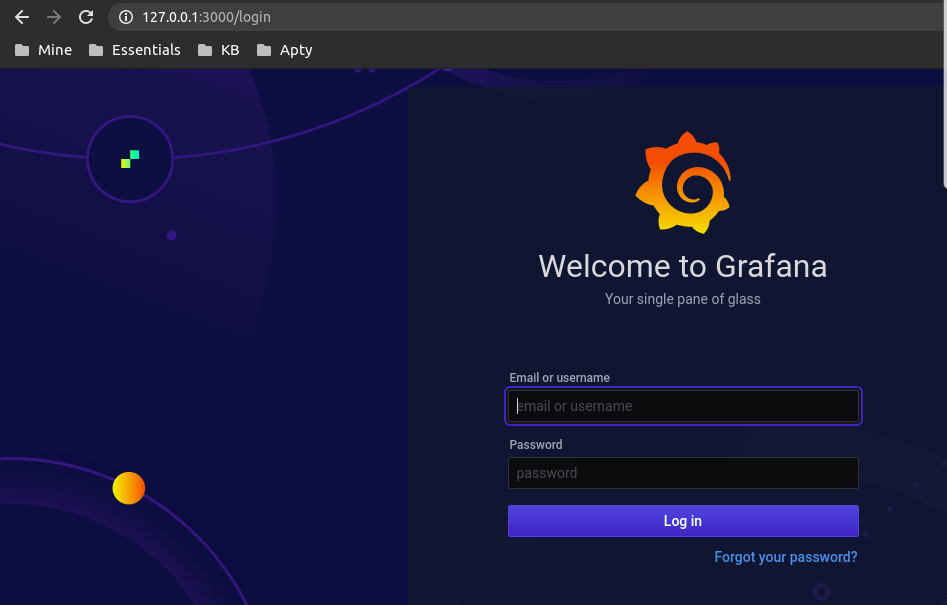 127.0.0.1:3000/login
Mine Essentials KB Apty
Welcome to Grafana
Your single pane of glass
Email or username
email or username
Password
password
Log in
Forgot your password?